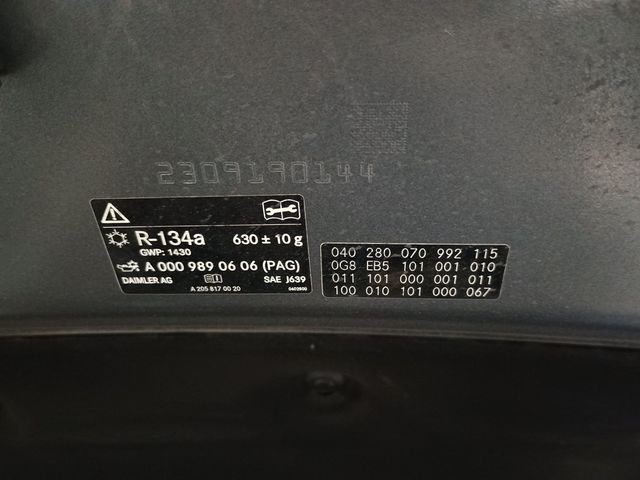 2309190144
R-134a 630 ± 10 g
GWP: 1430
A 000 989 06 06 (PAG)
DAIMLER AG SAE J639
A 205 817 00 20
040 280 070 992 115
0G8 EB5 101 001 010
011 101 000 001 011
100 010 101 000 067